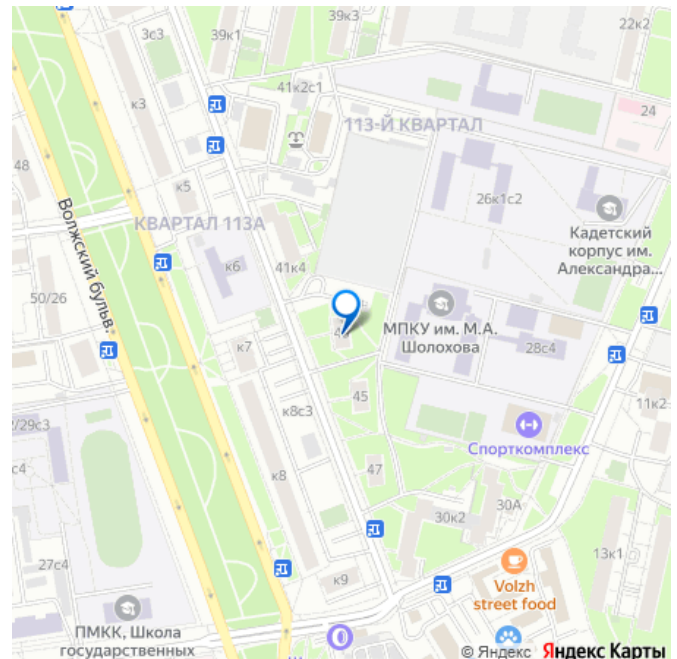 39к3
22к2
3с3
39к1
41к2с1
к3
24
113-Й КВАРТАЛ
48
26к1с2
к5
Кадетский
корпус им.
Александра...
КВАРТАЛ 113А
Волжский бульв.
к6
41к4
50/26
МПКУ им. М.А.
Шолохова
28с4
к7
45
11к2
к8с3
Спорткомплекс
47
к8
30А
30к2
13к1
27с4
Volzh
street food
к9
ПМКК, Школа
государственных
© Яндекс Яндекс Карты